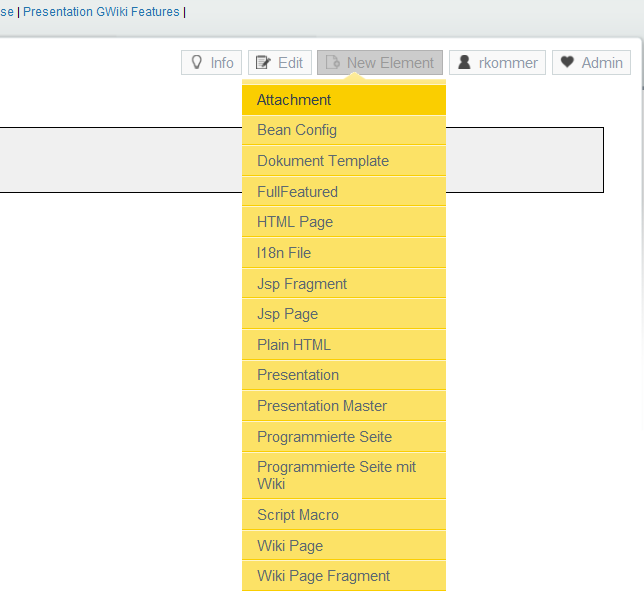 se | Presentation GWiki Features |
Info Edit New Element rkommer Admin
Attachment
Bean Config
Dokument Template
FullFeatured
HTML Page
I18n File
Jsp Fragment
Jsp Page
Plain HTML
Presentation
Presentation Master
Programmierte Seite
Programmierte Seite mit
Wiki
Script Macro
Wiki Page
Wiki Page Fragment